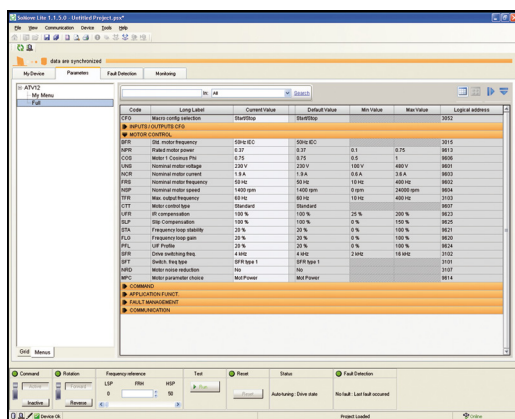 SoMove Lite 1.1.5.0 - Untitled Project.psx*
File View Communication Device Tools Help
data are synchronized
My Device Parameters Fault Detection Monitoring
ATV12
My Menu
Full
In: All Search
Code Long Label Current Value Default Value Min Value Max Value Logical address
CFG Macro config selection Start/Stop Start/Stop 3052
INPUTS / OUTPUTS CFG
MOTOR CONTROL
BFR Std. motor frequency 50Hz IEC 50Hz IEC 3015
NPR Rated motor power 0.37 0.37 0.1 0.75 9613
COS Motor 1 Cosinus Phi 0.75 0.75 0.5 1 9606
UNS Nominal motor voltage 230 V 230 V 100 V 480 V 9601
NCR Nominal motor current 1.9 A 1.9 A 0.6 A 3.6 A 9603
FRS Nominal motor frequency 50 Hz 50 Hz 10 Hz 400 Hz 9602
NSP Nominal motor speed 1400 rpm 1400 rpm 0 rpm 24000 rpm 9604
TFR Max. output frequency 60 Hz 60 Hz 10 Hz 400 Hz 3103
CTT Motor control type Standard Standard 9607
UFR IR compensation 100 % 100 % 25 % 200 % 9623
SLP Slip Compensation 100 % 100 % 0 % 150 % 9625
STA Frequency loop stability 20 % 20 % 0 % 100 % 9621
FLG Frequency loop gain 20 % 20 % 0 % 100 % 9620
PFL U/F Profile 20 % 20 % 0 % 100 % 9624
SFR Drive switching freq. 4 kHz 4 kHz 2 kHz 16 kHz 3102
SFT Switch. freq type SFR type 1 SFR type 1 3101
NRD Motor noise reduction No No 3107
MPC Motor parameter choice Mot Power Mot Power 9614
COMMAND
APPLICATION FUNCT.
FAULT MANAGEMENT
COMMUNICATION
Grid Menus
Command Rotation Frequency reference Test Reset Status Fault Detection
Active Forward LSP FRH HSP Run Reset Auto-tuning : Drive state No fault : Last fault occured
0 50
Inactive Reverse
Device Ok Project Loaded Online